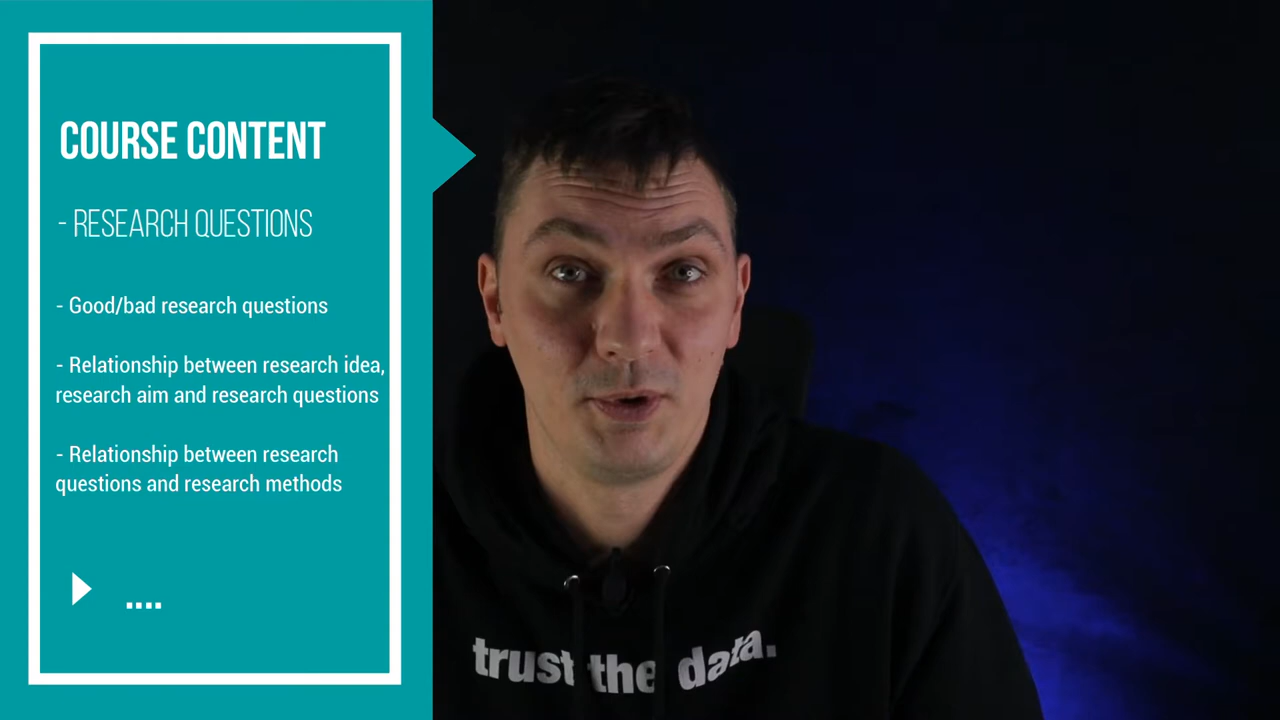 COURSE CONTENT
- RESEARCH QUESTIONS
- Good/bad research questions
- Relationship between research idea,
research aim and research questions
- Relationship between research
questions and research methods
....
trust the data.